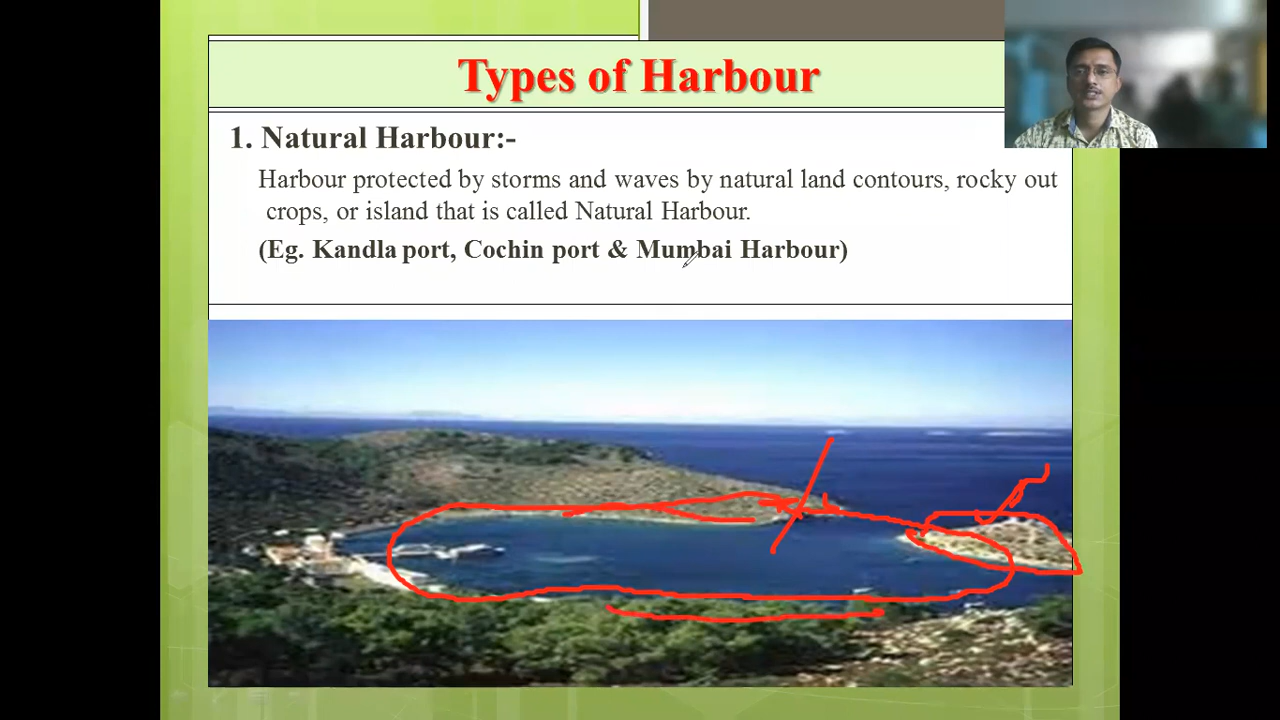 Types of Harbour
1. Natural Harbour:-
Harbour protected by storms and waves by natural land contours, rocky out
crops, or island that is called Natural Harbour.
(Eg. Kandla port, Cochin port & Mumbai Harbour)